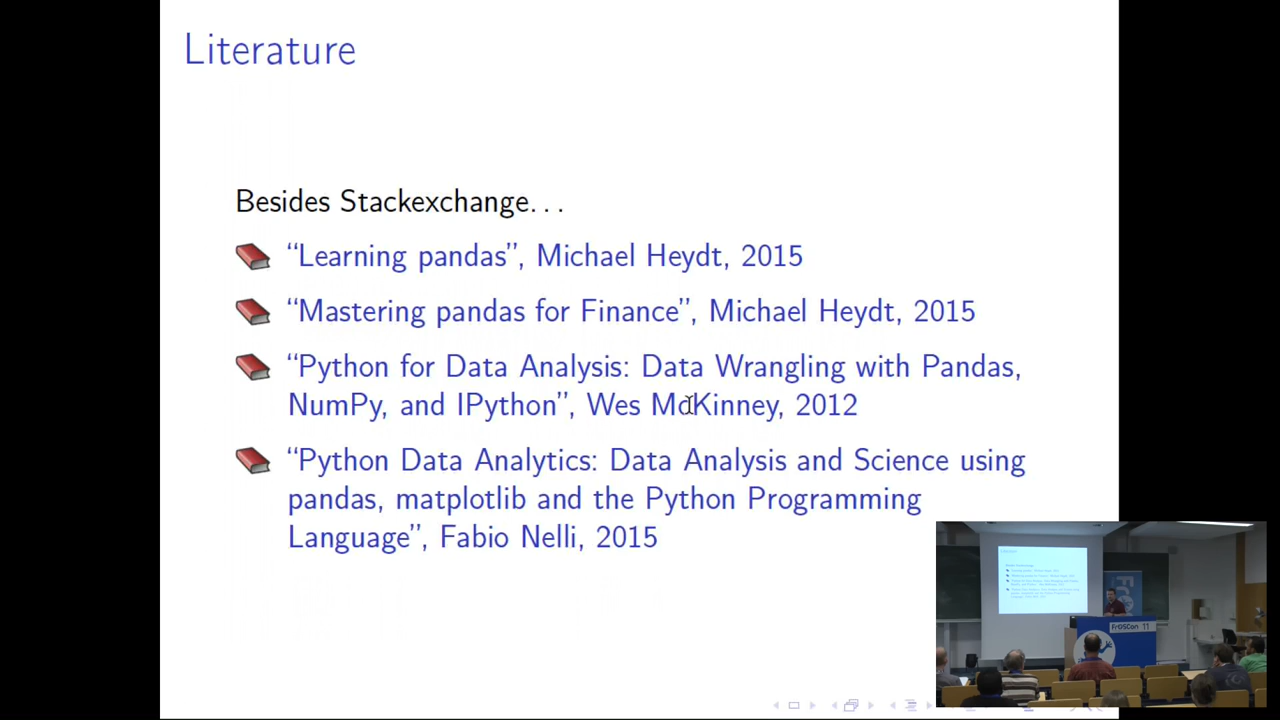 Literature
Besides Stackexchange...
“Learning pandas”, Michael Heydt, 2015
“Mastering pandas for Finance”, Michael Heydt, 2015
“Python for Data Analysis: Data Wrangling with Pandas,
NumPy, and IPython”, Wes McKinney, 2012
“Python Data Analytics: Data Analysis and Science using
pandas, matplotlib and the Python Programming
Language”, Fabio Nelli, 2015
FrOSCon 11